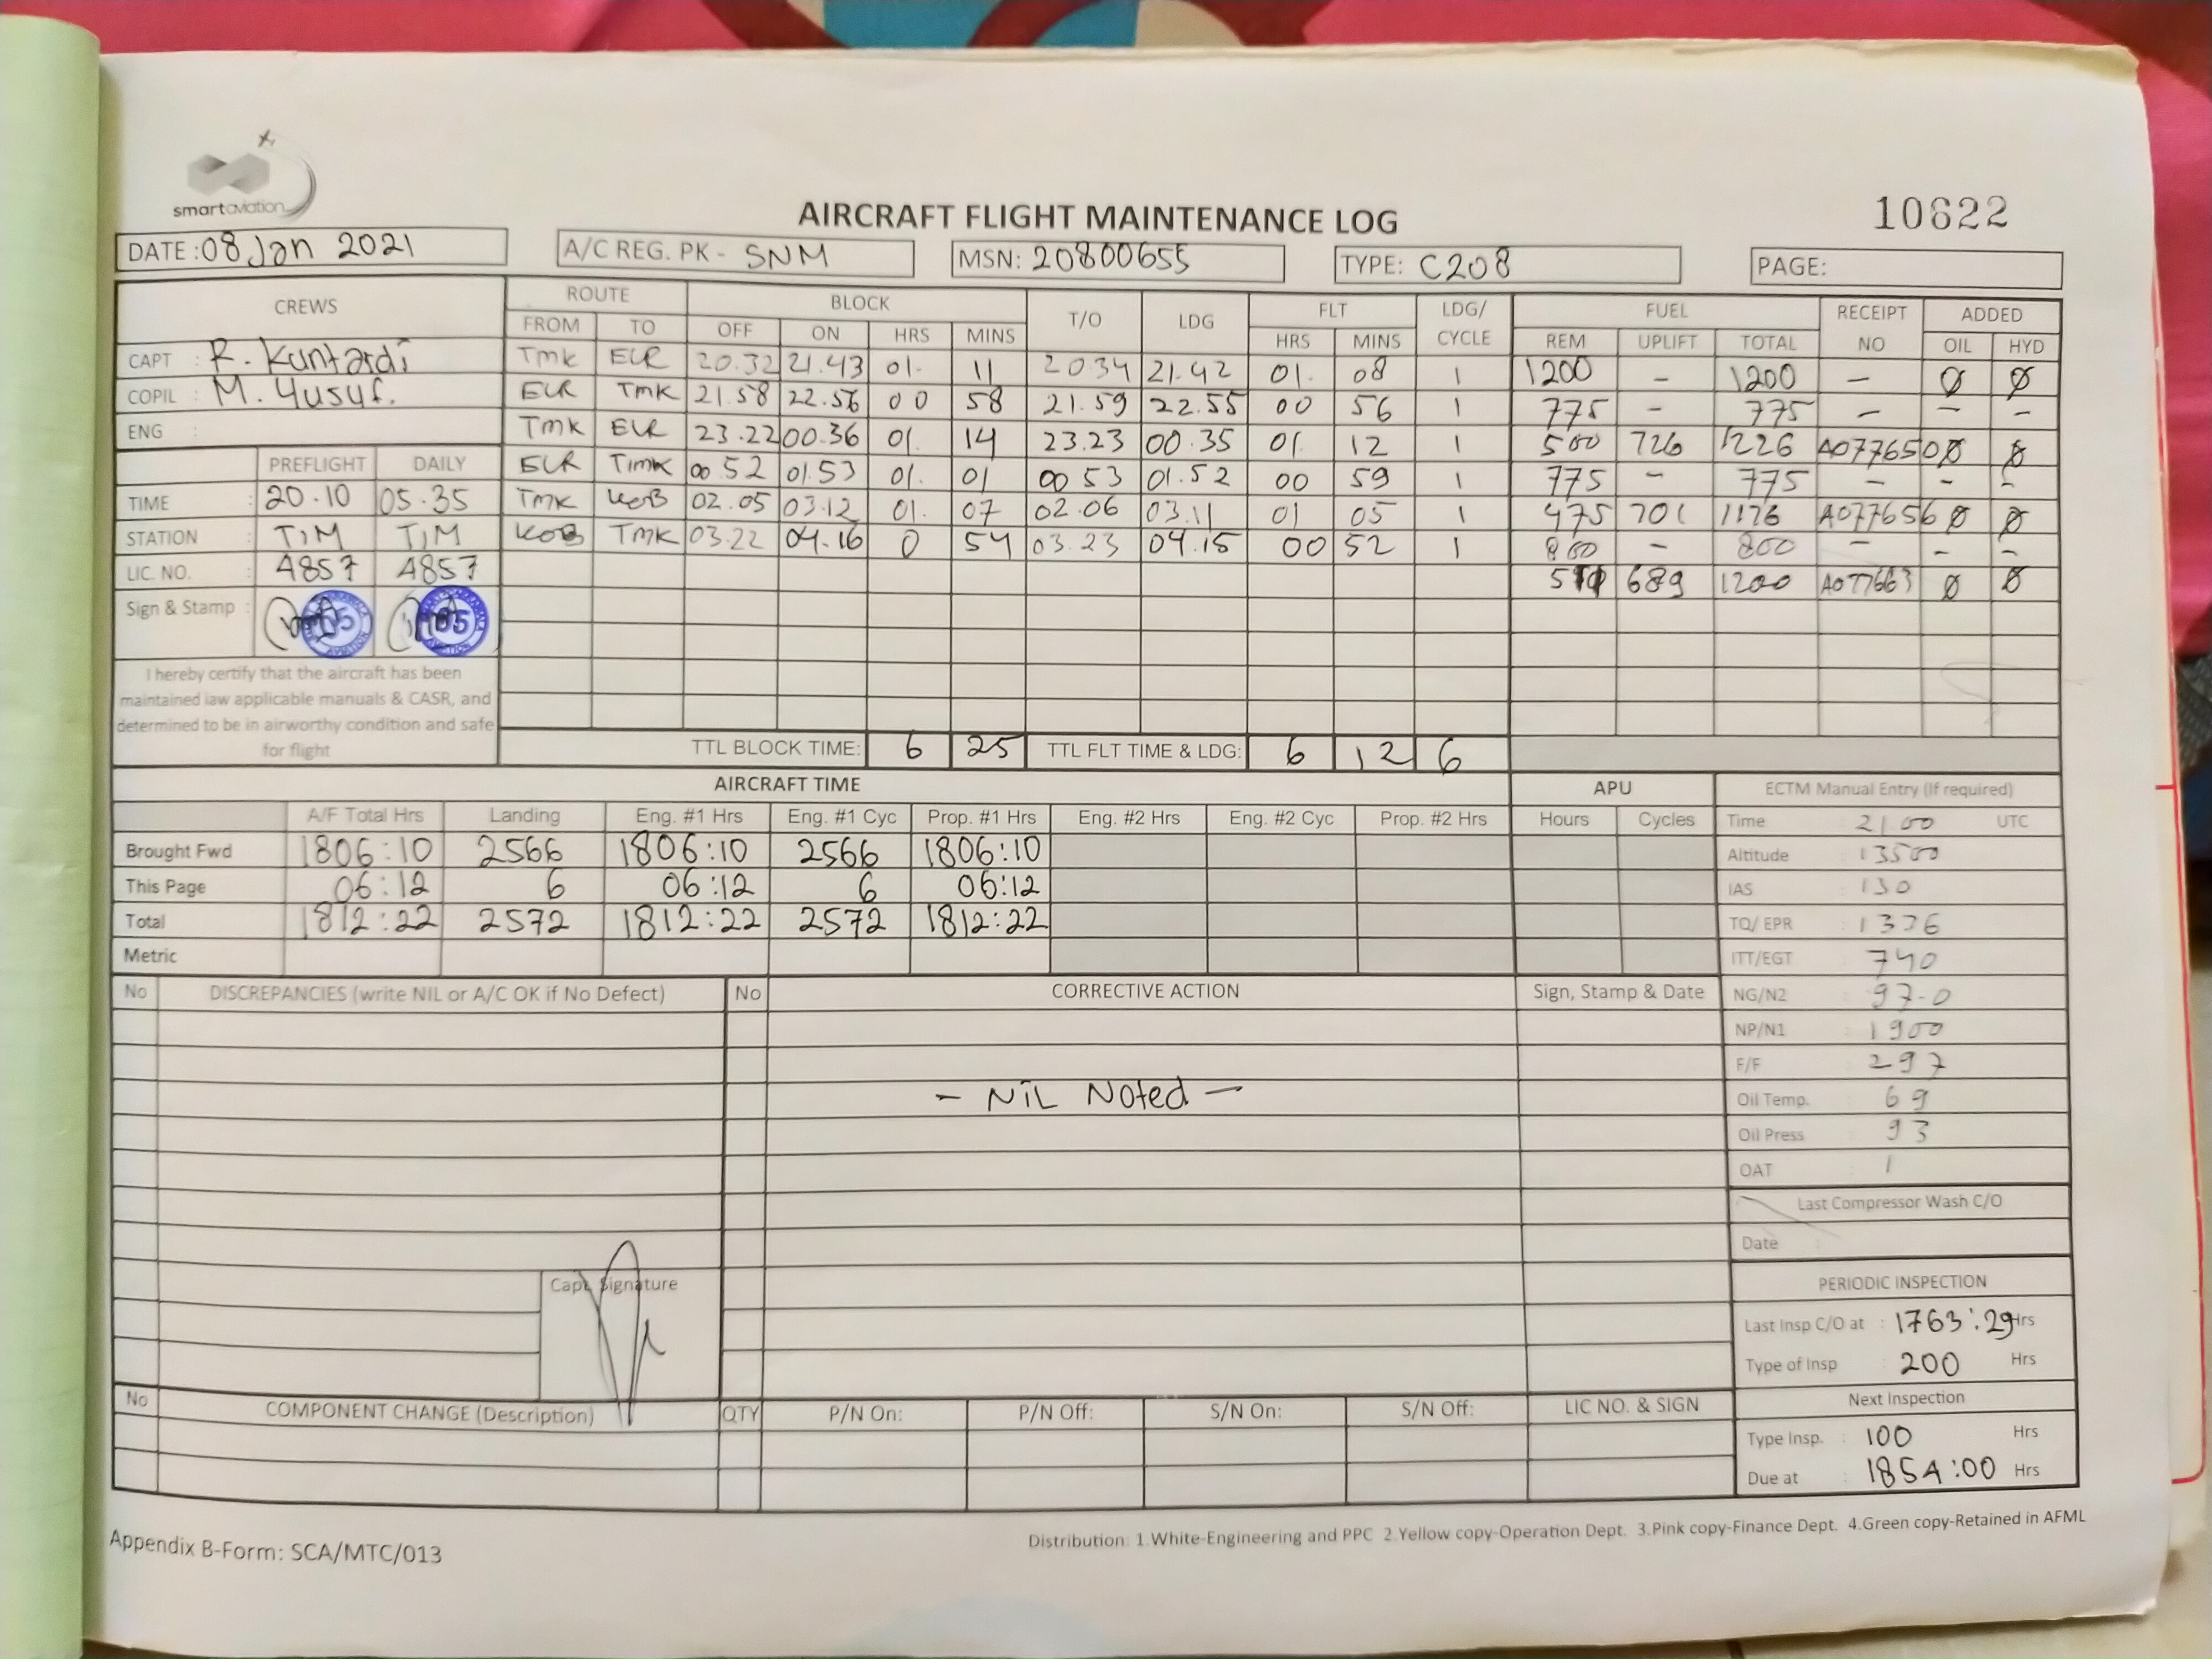 smartaviation
AIRCRAFT FLIGHT MAINTENANCE LOG
10622
DATE: 08 Jan 2021 A/C REG. PK - SNM MSN: 20800655 TYPE: C208 PAGE:
CREWS ROUTE BLOCK T/O LDG FLT LDG/ CYCLE FUEL RECEIPT NO ADDED
FROM TO OFF ON HRS MINS HRS MINS REM UPLIFT TOTAL OIL HYD
CAPT : R. Kuntardi Tmk ELR 20.32 21.43 01. 11 2034 21.42 01. 08 1 1200 - 1200 - Ø Ø
COPIL : M. Yusuf. ELR TMK 21.58 22.56 00 58 21.59 22.55 00 56 1 775 - 775 - - -
ENG : Tmk ELR 23.22 00.36 01. 14 23.23 00.35 01. 12 1 500 726 1226 A077650 Ø Ø
PREFLIGHT DAILY ELR Timk 00 52 01.53 01. 01 00 53 01.52 00 59 1 775 - 775 - - -
TIME : 20.10 05.35 TMK KOB 02.05 03.12 01. 07 02.06 03.11 01 05 1 475 701 1176 A077656 Ø Ø
STATION : TIM TIM KOB TMK 03.22 04.16 0 54 03.23 04.15 00 52 1 800 - 800 - - -
LIC. NO. : 4857 4857 689 1200 A077663 Ø Ø
Sign & Stamp :
I hereby certify that the aircraft has been
maintained iaw applicable manuals & CASR, and
determined to be in airworthy condition and safe
for flight
TTL BLOCK TIME: 6 25 TTL FLT TIME & LDG: 6 12 6
AIRCRAFT TIME APU ECTM Manual Entry (If required)
A/F Total Hrs Landing Eng. #1 Hrs Eng. #1 Cyc Prop. #1 Hrs Eng. #2 Hrs Eng. #2 Cyc Prop. #2 Hrs Hours Cycles Time : 21 00 UTC
Brought Fwd 1806:10 2566 1806:10 2566 1806:10 Altitude : 13500
This Page 06:12 6 06:12 6 06:12 IAS : 130
Total 1812:22 2572 1812:22 2572 1812:22 TQ/ EPR : 1336
Metric ITT/EGT : 740
No DISCREPANCIES (write NIL or A/C OK if No Defect) No CORRECTIVE ACTION Sign, Stamp & Date NG/N2 : 97.0
NP/N1 : 1900
F/F : 297
- NiL Noted -
Oil Temp. : 69
Oil Press : 93
OAT : 1
Last Compressor Wash C/O
Date :
Capt. Signature
PERIODIC INSPECTION
Last Insp C/O at : 1763:29 Hrs
Type of Insp : 200 Hrs
Next Inspection
No COMPONENT CHANGE (Description) QTY P/N On: P/N Off: S/N On: S/N Off: LIC NO. & SIGN
Type Insp. : 100 Hrs
Due at : 1854:00 Hrs
Appendix B-Form: SCA/MTC/013
Distribution: 1.White-Engineering and PPC 2.Yellow copy-Operation Dept. 3.Pink copy-Finance Dept. 4.Green copy-Retained in AFML